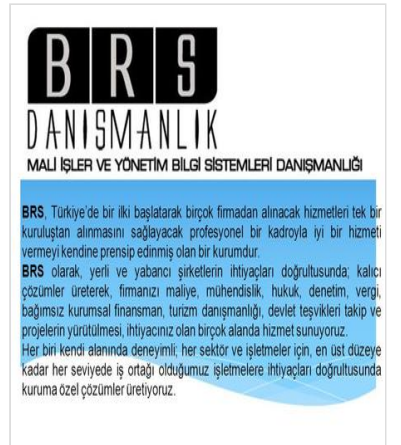 BRS
DANIŞMANLIK
MALİ İŞLER VE YÖNETİM BİLGİ SİSTEMLERİ DANIŞMANLIĞI
BRS, Türkiye'de bir ilki başlatarak birçok firmadan alınacak hizmetleri tek bir
kuruluştan alınmasını sağlayacak profesyonel bir kadroyla iyi bir hizmeti
vermeyi kendine prensip edinmiş olan bir kurumdur.
BRS olarak, yerli ve yabancı şirketlerin ihtiyaçları doğrultusunda; kalıcı
çözümler üreterek, firmanızı maliye, mühendislik, hukuk, denetim, vergi,
bağımsız kurumsal finansman, turizm danışmanlığı, devlet teşvikleri takip ve
projelerin yürütülmesi, ihtiyacınız olan birçok alanda hizmet sunuyoruz.
Her biri kendi alanında deneyimli; her sektör ve işletmeler için, en üst düzeye
kadar her seviyede iş ortağı olduğumuz işletmelere ihtiyaçları doğrultusunda
kuruma özel çözümler üretiyoruz.